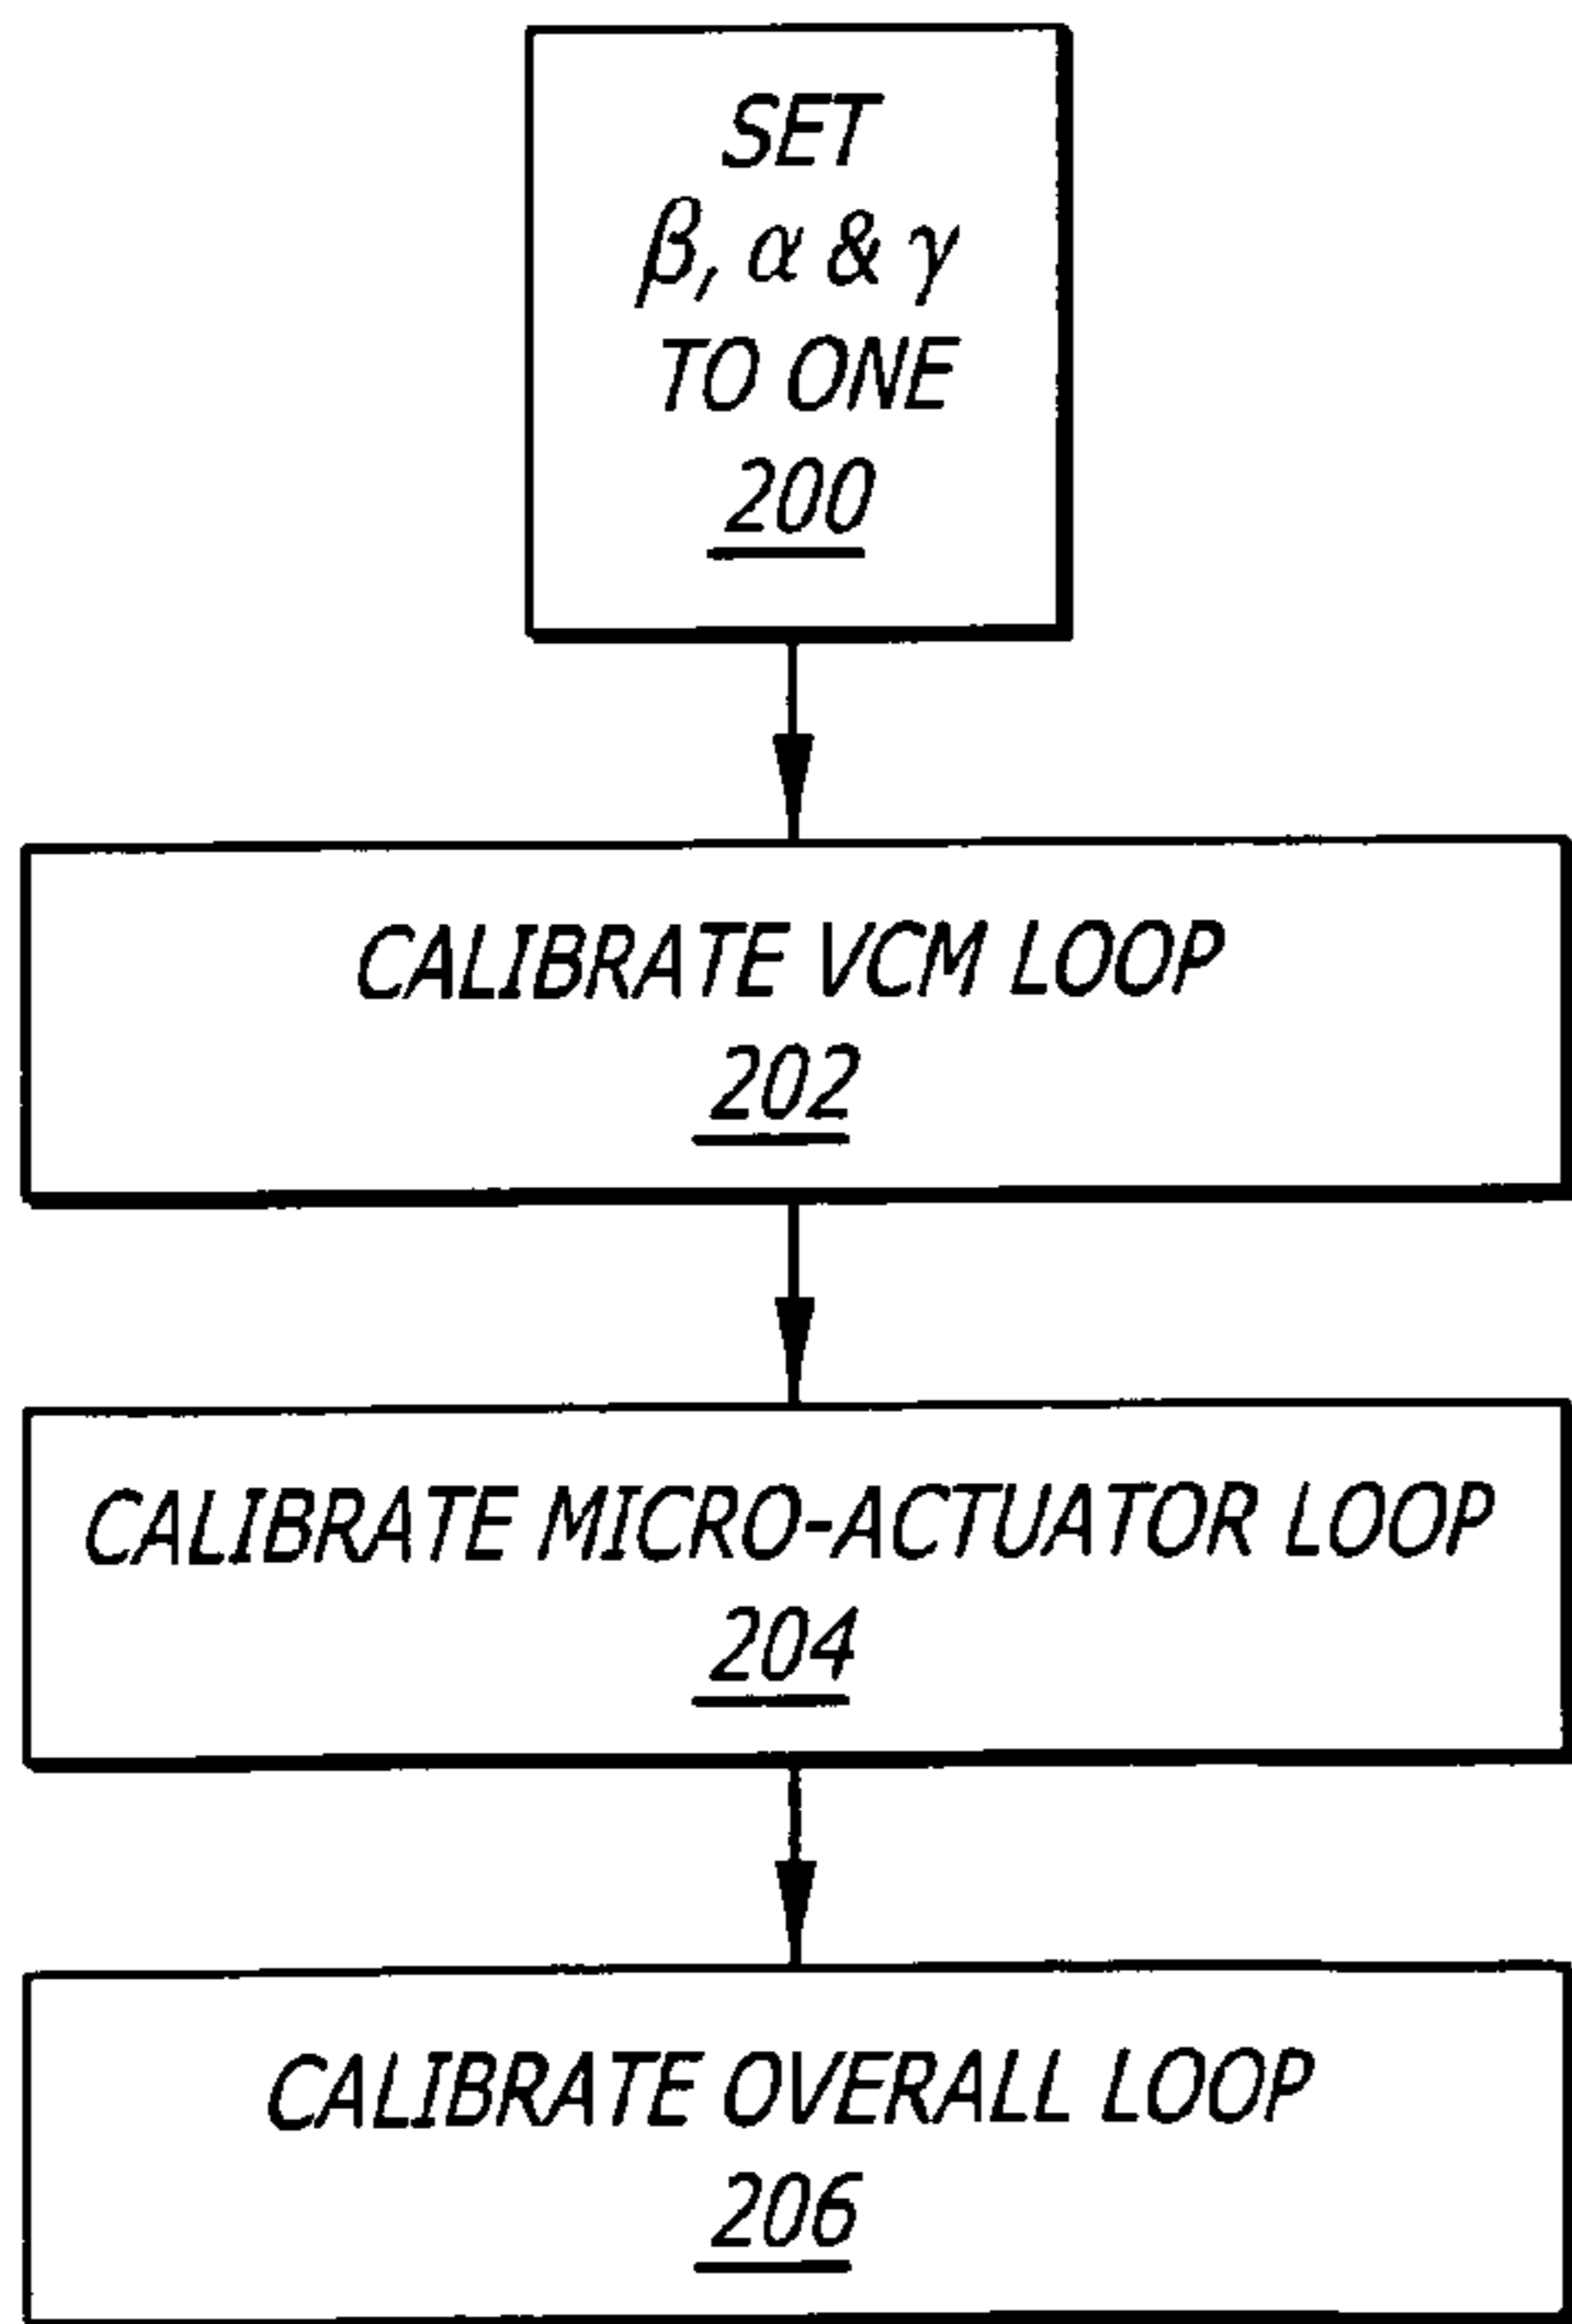 SET
β, α & γ
TO ONE
200
CALIBRATE VCM LOOP
202
CALIBRATE MICRO-ACTUATOR LOOP
204
CALIBRATE OVERALL LOOP
206